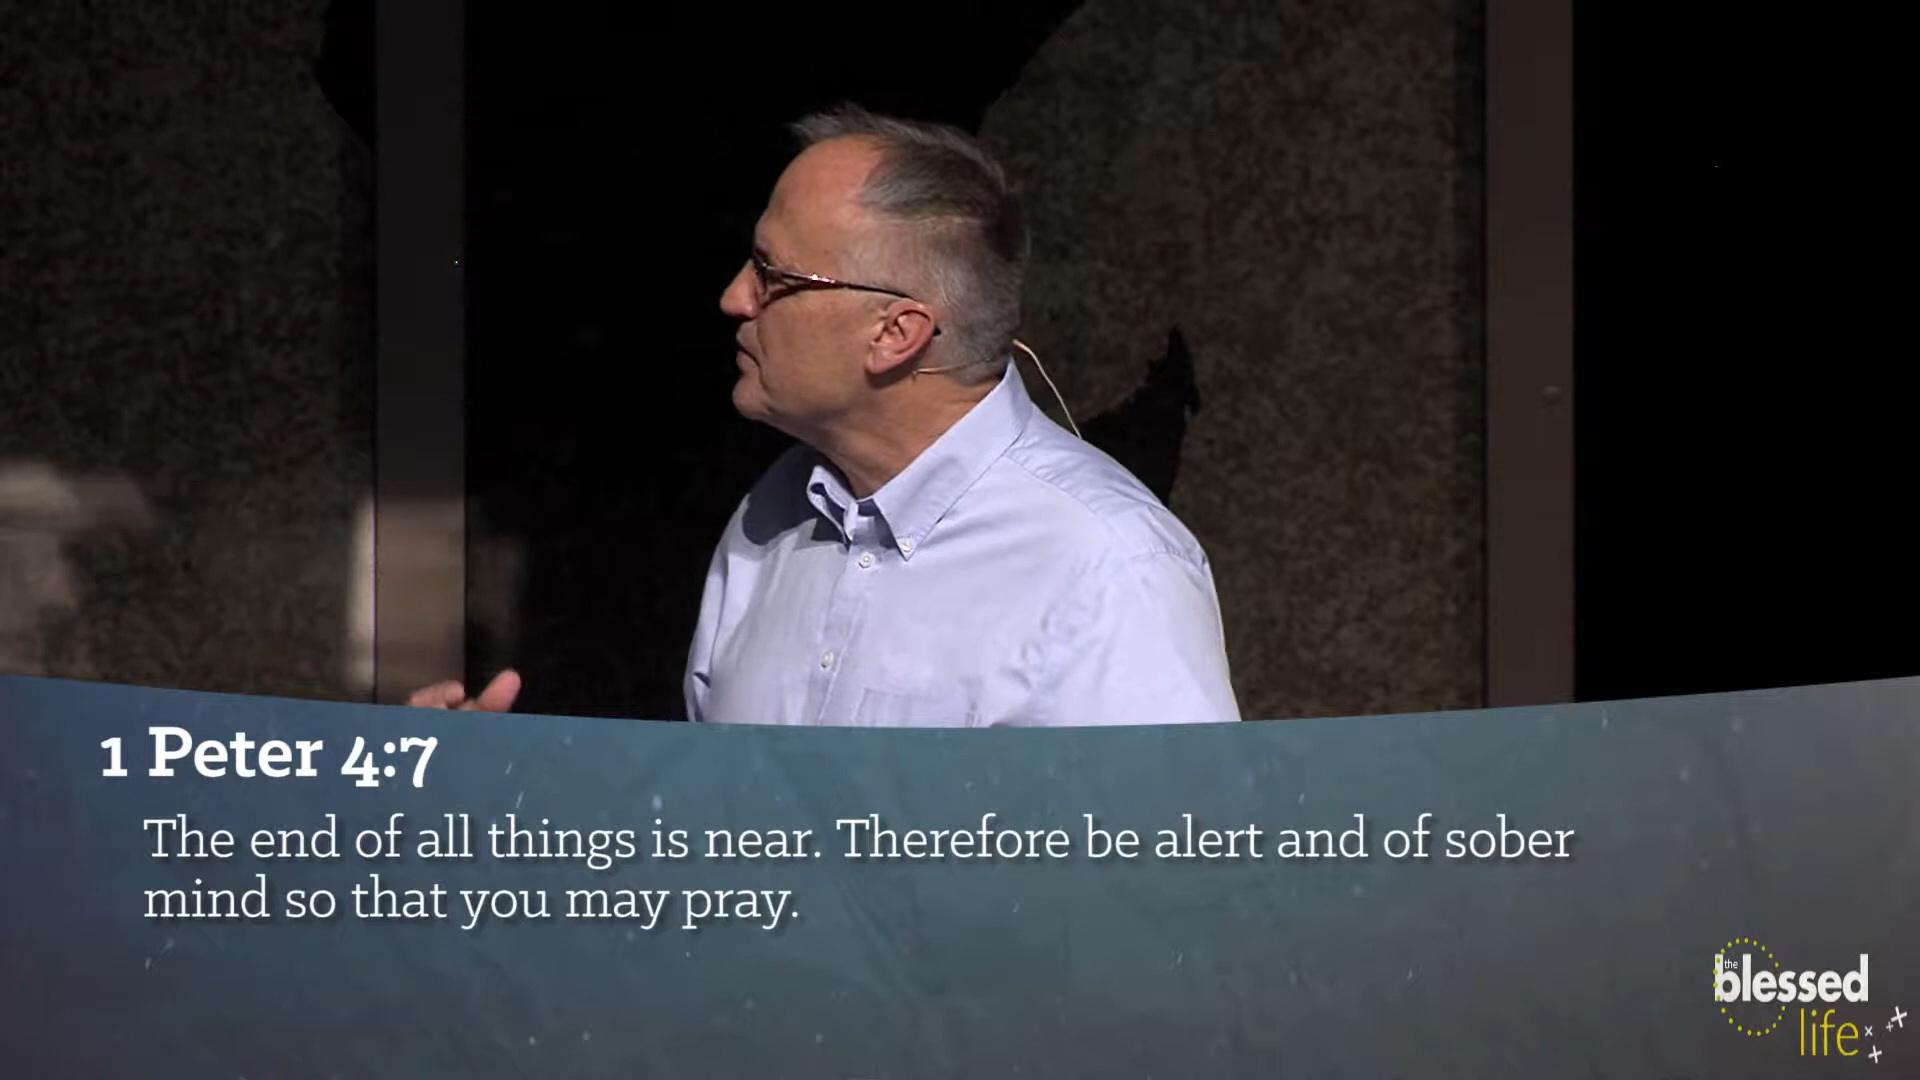 1 Peter 4:7
The end of all things is near. Therefore be alert and of sober
mind so that you may pray.
the
blessed
life